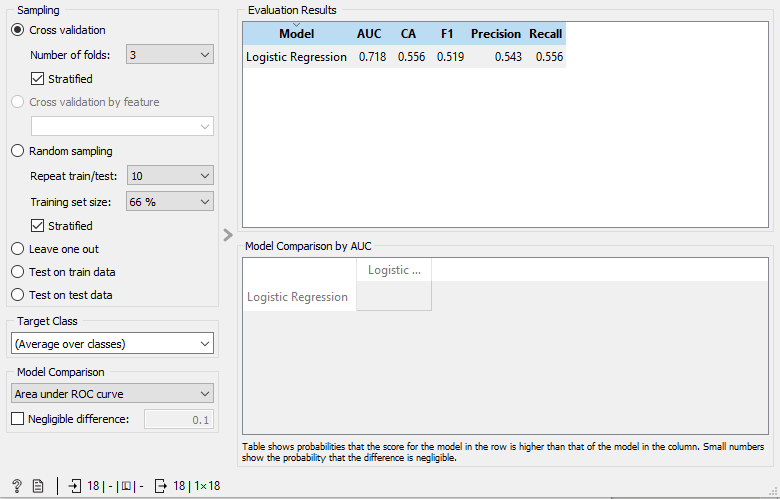 Sampling
Cross validation
Number of folds: 3
Stratified
Cross validation by feature
Random sampling
Repeat train/test: 10
Training set size: 66 %
Stratified
Leave one out
Test on train data
Test on test data
Target Class
(Average over classes)
Model Comparison
Area under ROC curve
Negligible difference: 0.1
Evaluation Results
Model AUC CA F1 Precision Recall
Logistic Regression 0.718 0.556 0.519 0.543 0.556
Model Comparison by AUC
Logistic ...
Logistic Regression
Table shows probabilities that the score for the model in the row is higher than that of the model in the column. Small numbers
show the probability that the difference is negligible.
? 18 | - | - 18 | 1×18